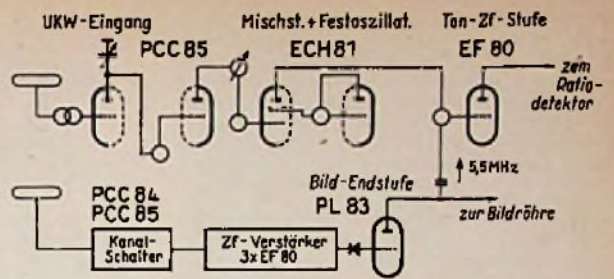 UKW-Eingang
PCC 85
Mischst.+Festoszillat.
ECH 81
Ton-Zf-Stufe
EF 80
zum
Ratio-
detektor
5,5MHz
Bild-Endstufe
PL 83
zur Bildröhre
PCC 84
PCC 85
Kanal-
Schalter
Zf-Verstärker
3x EF 80